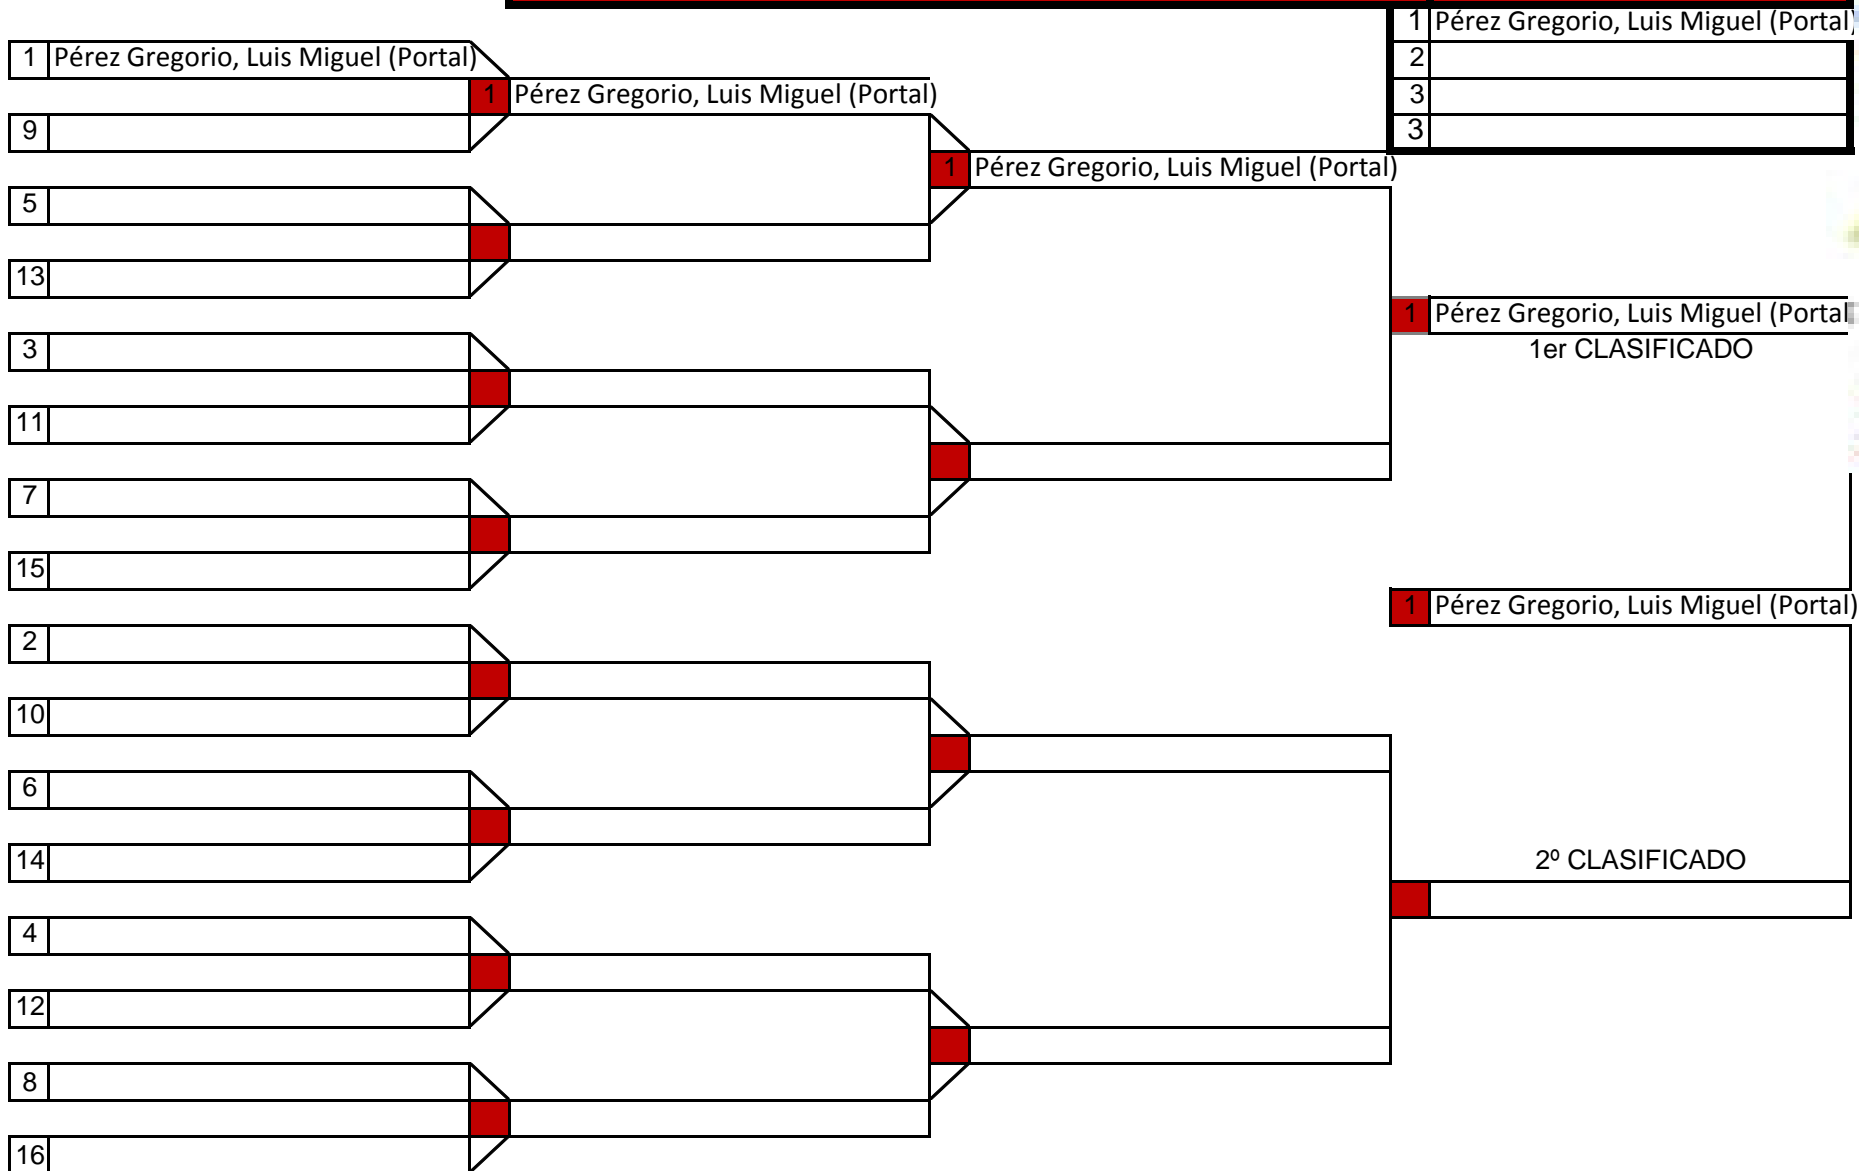 1 Pérez Gregorio, Luis Miguel (Portal)
1 Pérez Gregorio, Luis Miguel (Portal)
2
1 Pérez Gregorio, Luis Miguel (Portal)
3
9
3
1 Pérez Gregorio, Luis Miguel (Portal)
5
13
1 Pérez Gregorio, Luis Miguel (Portal
3
1er CLASIFICADO
11
7
15
1 Pérez Gregorio, Luis Miguel (Portal)
2
10
6
14
2º CLASIFICADO
4
12
8
16